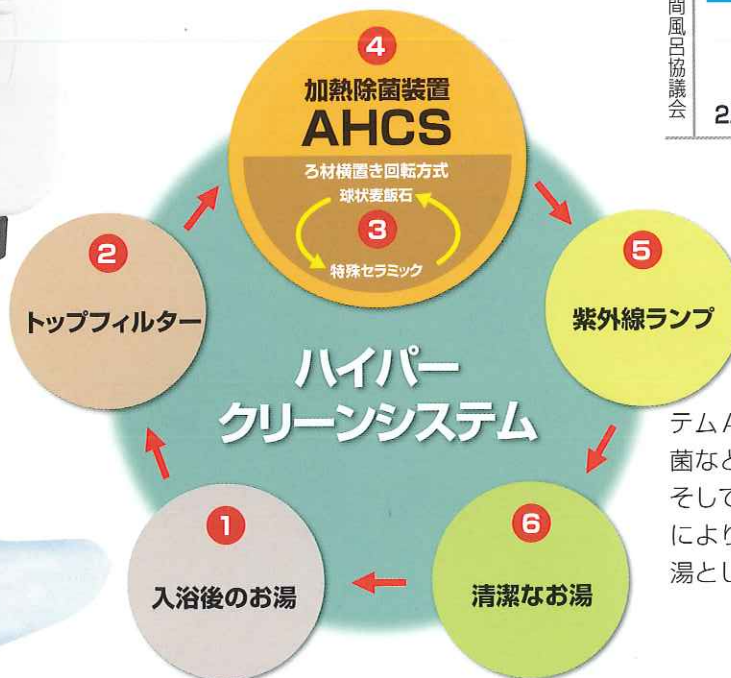 4
加熱除菌装置
AHCS
ろ材横置き回転方式
球状麦飯石
3
特殊セラミック
2
トップフィルター
5
紫外線ランプ
ハイパー
クリーンシステム
1
入浴後のお湯
6
清潔なお湯
間風呂協議会
2.
テムA
菌など
そして
により
湯とし